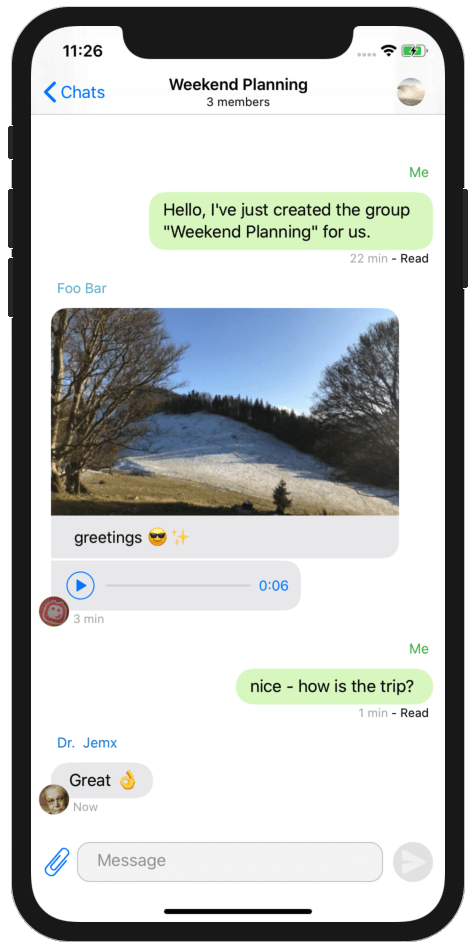 11:26
Chats
Weekend Planning
3 members
Me
Hello, I've just created the group
"Weekend Planning" for us.
22 min - Read
Foo Bar
greetings 😎✨
0:06
3 min
Me
nice - how is the trip?
1 min - Read
Dr.  Jemx
Great 👌
Now
Message